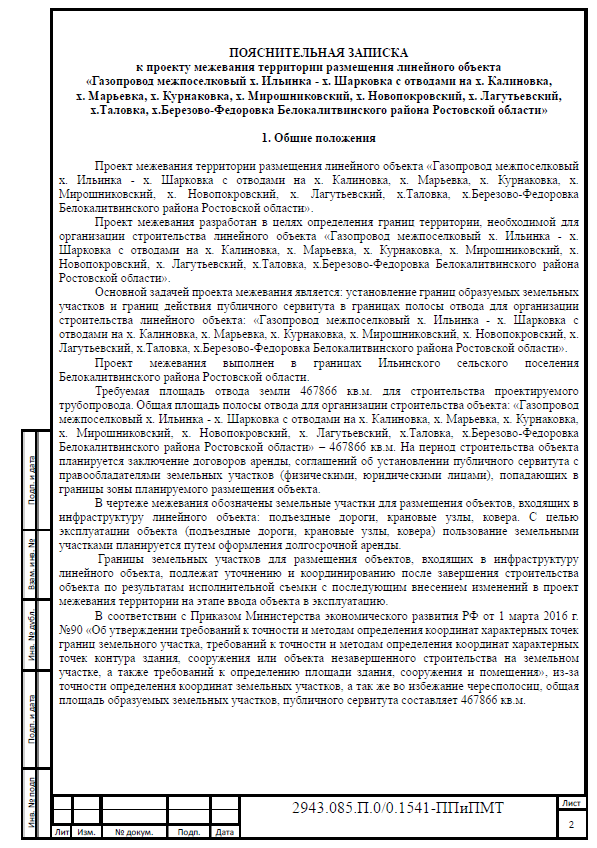 ПОЯСНИТЕЛЬНАЯ ЗАПИСКА
к проекту межевания территории размещения линейного объекта
«Газопровод межпоселковый х. Ильинка - х. Шарковка с отводами на х. Калиновка,
х. Марьевка, х. Курнаковка, х. Мирошниковский, х. Новопокровский, х. Лагутьевский,
х.Таловка, х.Березово-Федоровка Белокалитвинского района Ростовской области»
1. Общие положения
Проект межевания территории размещения линейного объекта «Газопровод межпоселковый
х. Ильинка - х. Шарковка с отводами на х. Калиновка, х. Марьевка, х. Курнаковка, х.
Мирошниковский, х. Новопокровский, х. Лагутьевский, х.Таловка, х.Березово-Федоровка
Белокалитвинского района Ростовской области».
Проект межевания разработан в целях определения границ территории, необходимой для
организации строительства линейного объекта «Газопровод межпоселковый х. Ильинка - х.
Шарковка с отводами на х. Калиновка, х. Марьевка, х. Курнаковка, х. Мирошниковский, х.
Новопокровский, х. Лагутьевский, х.Таловка, х.Березово-Федоровка Белокалитвинского района
Ростовской области».
Основной задачей проекта межевания является: установление границ образуемых земельных
участков и границ действия публичного сервитута в границах полосы отвода для организации
строительства линейного объекта: «Газопровод межпоселковый х. Ильинка - х. Шарковка с
отводами на х. Калиновка, х. Марьевка, х. Курнаковка, х. Мирошниковский, х. Новопокровский, х.
Лагутьевский, х.Таловка, х.Березово-Федоровка Белокалитвинского района Ростовской области».
Проект межевания выполнен в границах Ильинского сельского поселения
Белокалитвинского района Ростовской области.
Требуемая площадь отвода земли 467866 кв.м. для строительства проектируемого
трубопровода. Общая площадь полосы отвода для организации строительства объекта: «Газопровод
межпоселковый х. Ильинка - х. Шарковка с отводами на х. Калиновка, х. Марьевка, х. Курнаковка,
х. Мирошниковский, х. Новопокровский, х. Лагутьевский, х.Таловка, х.Березово-Федоровка
Белокалитвинского района Ростовской области» – 467866 кв.м. На период строительства объекта
планируется заключение договоров аренды, соглашений об установлении публичного сервитута с
правообладателями земельных участков (физическими, юридическими лицами), попадающих в
границы зоны планируемого размещения объекта.
В чертеже межевания обозначены земельные участки для размещения объектов, входящих в
инфраструктуру линейного объекта: подъездные дороги, крановые узлы, ковера. С целью
эксплуатации объекта (подъездные дороги, крановые узлы, ковера) пользование земельными
участками планируется путем оформления долгосрочной аренды.
Границы земельных участков для размещения объектов, входящих в инфраструктуру
линейного объекта, подлежат уточнению и координированию после завершения строительства
объекта по результатам исполнительной съемки с последующим внесением изменений в проект
межевания территории на этапе ввода объекта в эксплуатацию.
В соответствии с Приказом Министерства экономического развития РФ от 1 марта 2016 г.
№90 «Об утверждении требований к точности и методам определения координат характерных точек
границ земельного участка, требований к точности и методам определения координат характерных
точек контура здания, сооружения или объекта незавершенного строительства на земельном
участке, а также требований к определению площади здания, сооружения и помещения», из-за
точности определения координат земельных участков, а так же во избежание чересполосиц, общая
площадь образуемых земельных участков, публичного сервитута составляет 467866 кв.м.
Подп. и дата
Взам. инв. №
Инв. № дубл.
Подп. и дата
Инв. № подп
2943.085.П.0/0.1541-ППиПМТ
Лист
2
Лит Изм. № докум. Подп. Дата